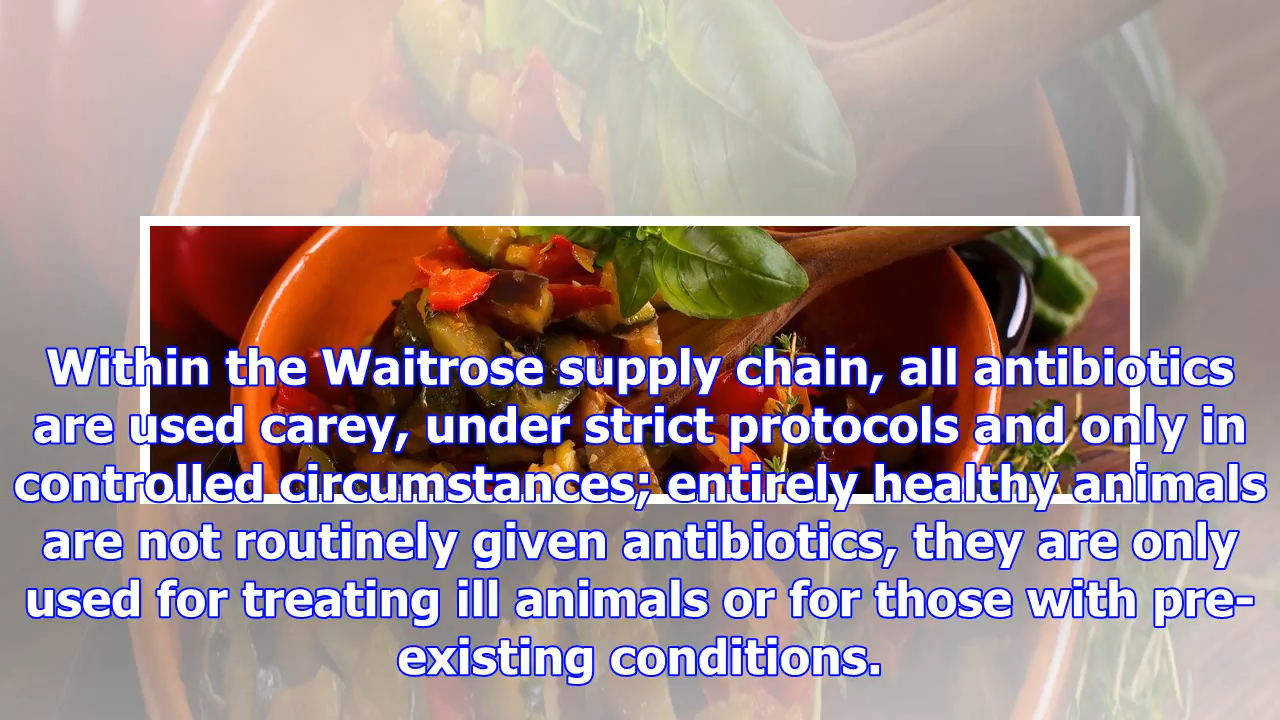 Within the Waitrose supply chain, all antibiotics
are used carey, under strict protocols and only in
controlled circumstances; entirely healthy animals
are not routinely given antibiotics, they are only
used for treating ill animals or for those with pre-
existing conditions.